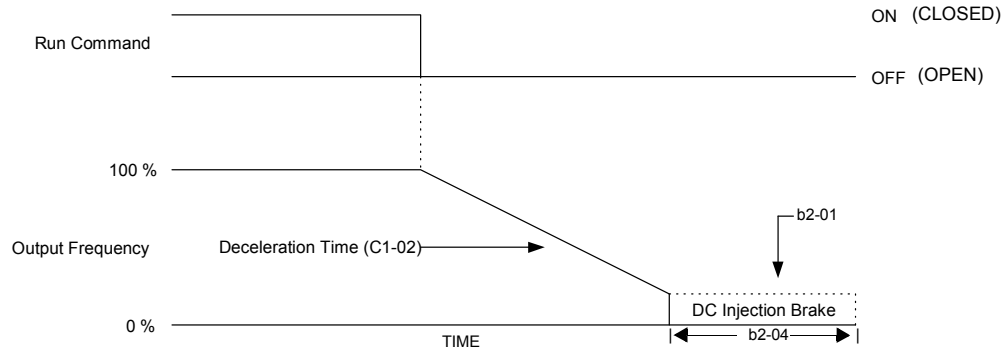 ON (CLOSED)
Run Command
OFF (OPEN)
100 %
b2-01
Output Frequency
Deceleration Time (C1-02)
DC Injection Brake
0 %
b2-04
TIME